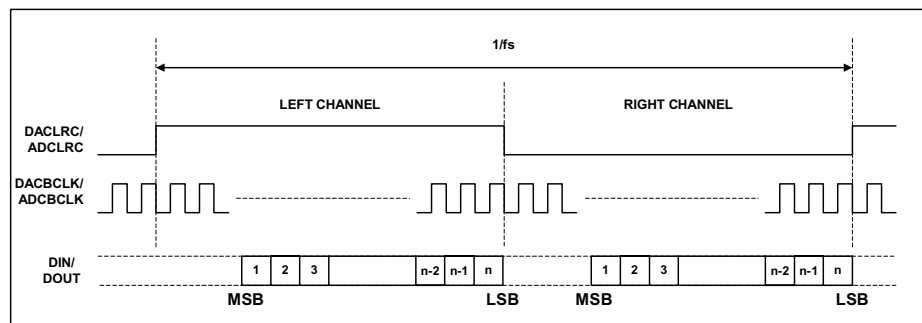 1/fs
LEFT CHANNEL
RIGHT CHANNEL
DACLRC/
ADCLRC
DACBCLK/
ADCBCLK
DIN/
DOUT
1 2 3 n-2 n-1 n 1 2 3 n-2 n-1 n
MSB LSB MSB LSB